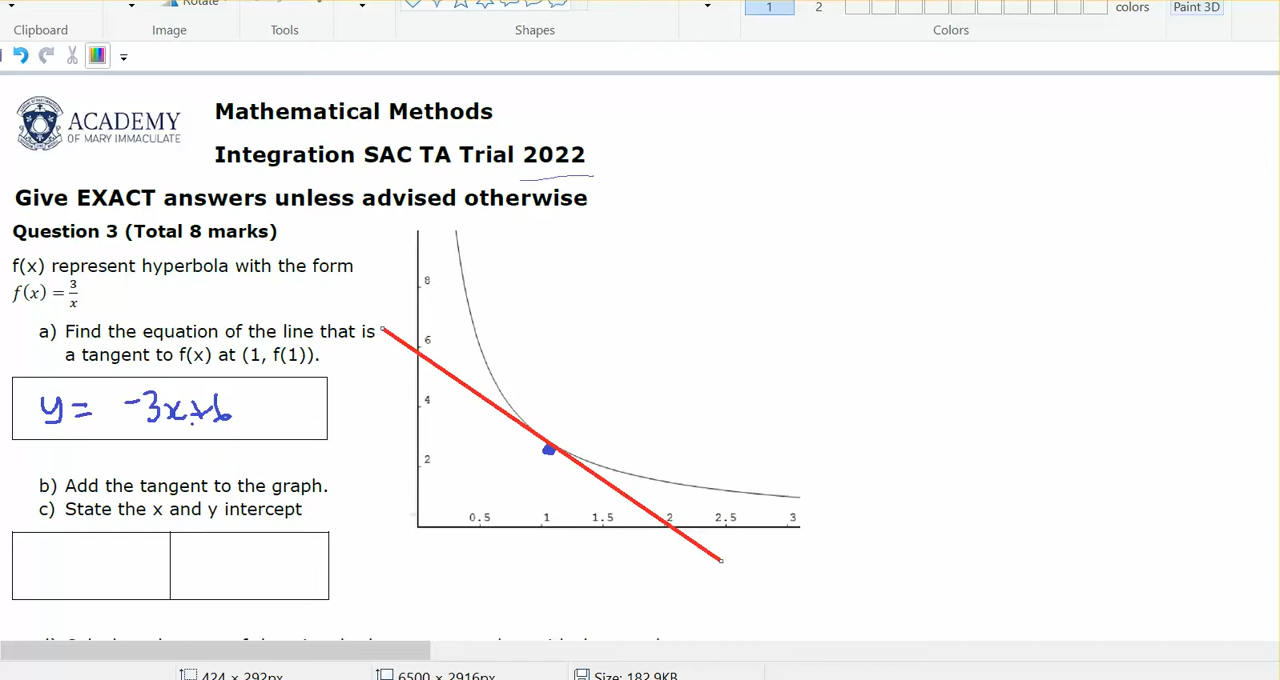 Rotate
1 2 colors Paint 3D
Clipboard Image Tools Shapes Colors
ACADEMY
OF MARY IMMACULATE
Mathematical Methods
Integration SAC TA Trial 2022
Give EXACT answers unless advised otherwise
Question 3 (Total 8 marks)
f(x) represent hyperbola with the form
f(x) = 3/x
a) Find the equation of the line that is
a tangent to f(x) at (1, f(1)).
y = -3x+6
b) Add the tangent to the graph.
c) State the x and y intercept
8
6
4
2
0.5 1 1.5 2 2.5 3
424 × 292px 6500 × 2916px Size: 182.9KB